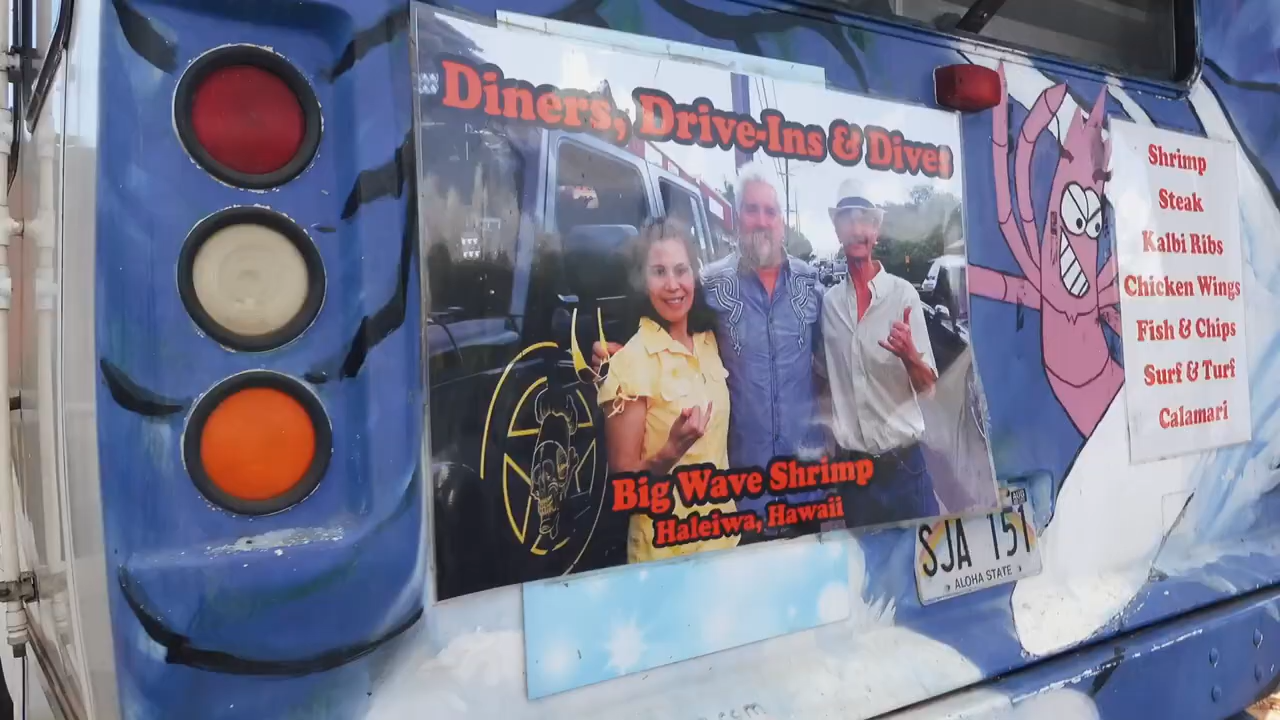 Diners, Drive-Ins & Dives
Big Wave Shrimp
Haleiwa, Hawaii
SJA 151
ALOHA STATE
Shrimp
Steak
Kalbi Ribs
Chicken Wings
Fish & Chips
Surf & Turf
Calamari